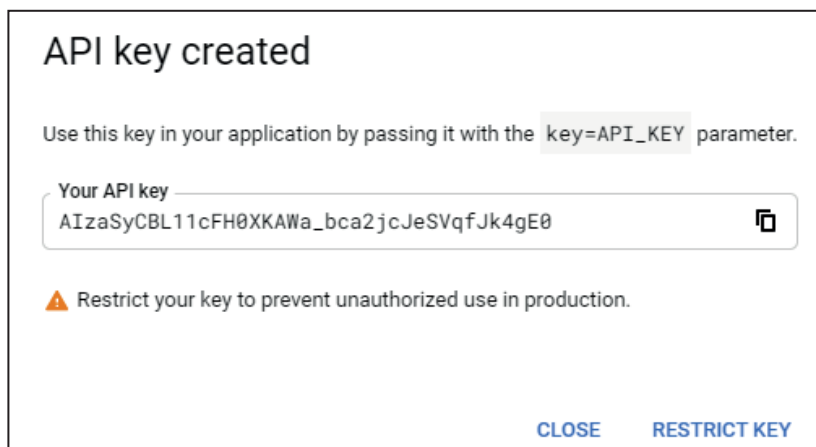 API key created
Use this key in your application by passing it with the key=API_KEY parameter.
Your API key
AIzaSyCBL11cFH0XKAWa_bca2jcJeSVqfJk4gE0
Restrict your key to prevent unauthorized use in production.
CLOSE RESTRICT KEY